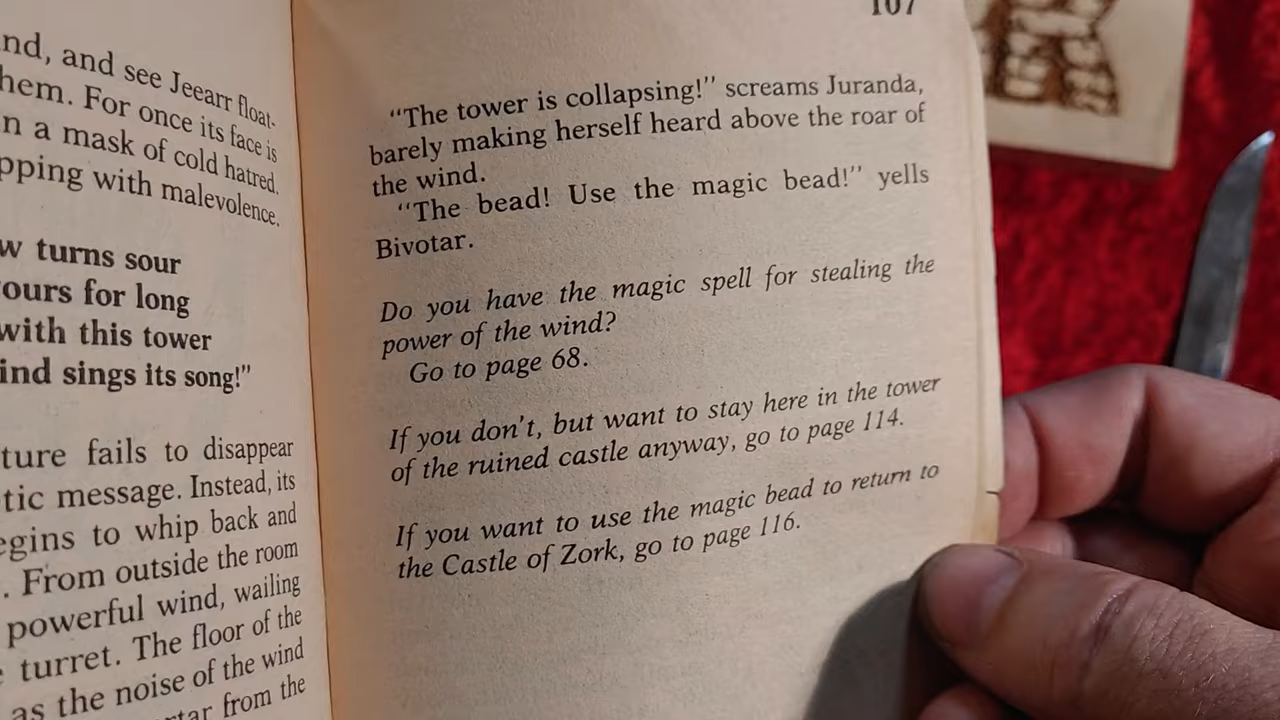 nd, and see Jeearr float-
hem. For once its face is
n a mask of cold hatred,
pping with malevolence.
w turns sour
ours for long
with this tower
ind sings its song!”
ture fails to disappear
tic message. Instead, its
egins to whip back and
. From outside the room
powerful wind, wailing
turret. The floor of the
as the noise of the wind
tar from the
107
“The tower is collapsing!” screams Juranda,
barely making herself heard above the roar of
the wind.
“The bead! Use the magic bead!” yells
Bivotar.
Do you have the magic spell for stealing the
power of the wind?
Go to page 68.
If you don't, but want to stay here in the tower
of the ruined castle anyway, go to page 114.
If you want to use the magic bead to return to
the Castle of Zork, go to page 116.